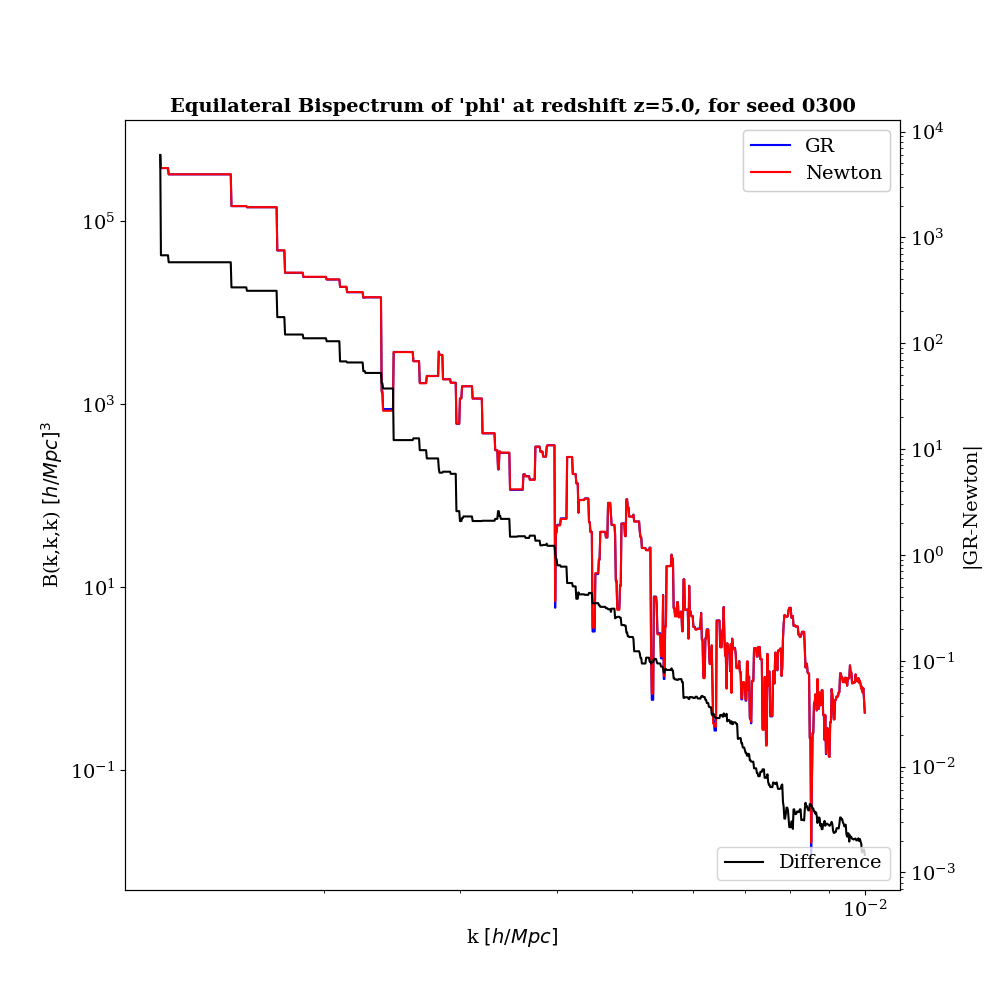 Equilateral Bispectrum of 'phi' at redshift z=5.0, for seed 0300
GR
Newton
10^5
10^3
10^1
10^-1
B(k,k,k) [h/Mpc]^3
10^4
10^3
10^2
10^1
10^0
10^-1
10^-2
10^-3
|GR-Newton|
Difference
10^-2
k [h/Mpc]